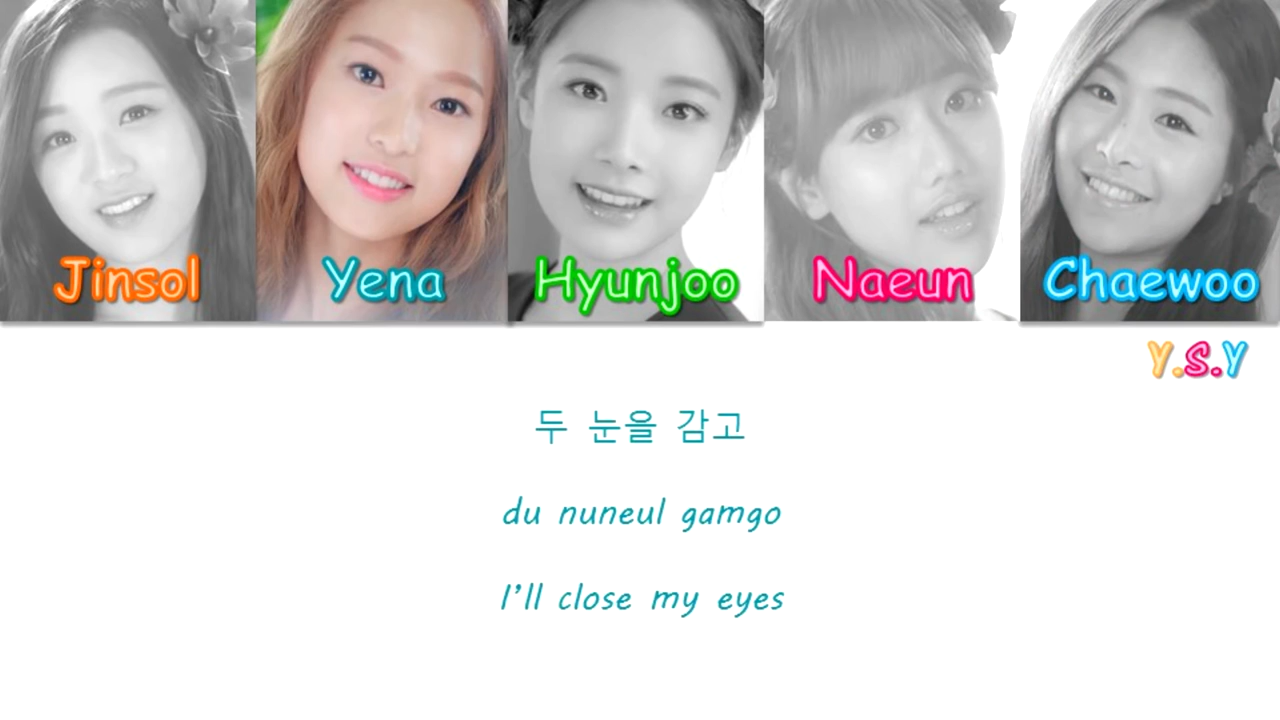 Jinsol Yena Hyunjoo Naeun Chaewoo
Y.S.Y
두 눈을 감고
du nuneul gamgo
I'll close my eyes